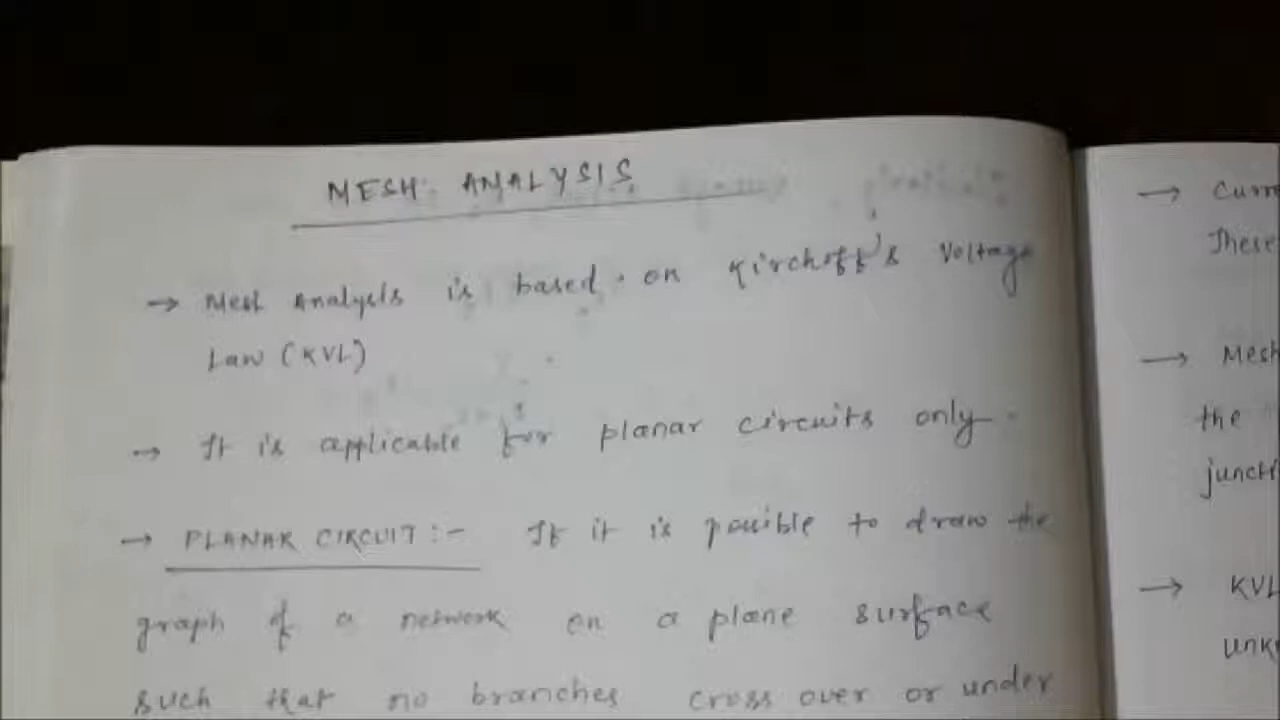 MESH ANALYSIS
→ Mesh Analysis is based on Kirchoff's Voltage
Law (KVL)
→ It is applicable for planar circuits only.
→ PLANAR CIRCUIT :- If it is possible to draw the
graph of a network on a plane surface
such that no branches cross over or under
→ Curre
These
→ Mesh
the
juncti
→ KVL
unk